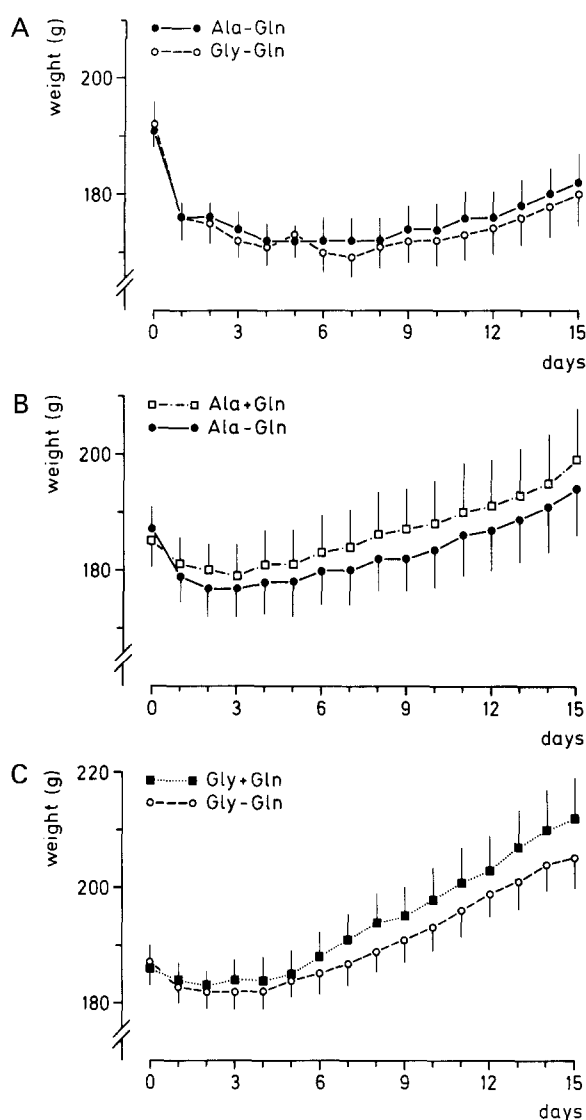 A
weight (g)
Ala-Gln
Gly-Gln
200
180
0 3 6 9 12 15
days
B
weight (g)
Ala+Gln
Ala-Gln
200
180
0 3 6 9 12 15
days
C
weight (g)
220
Gly+Gln
Gly-Gln
200
180
0 3 6 9 12 15
days